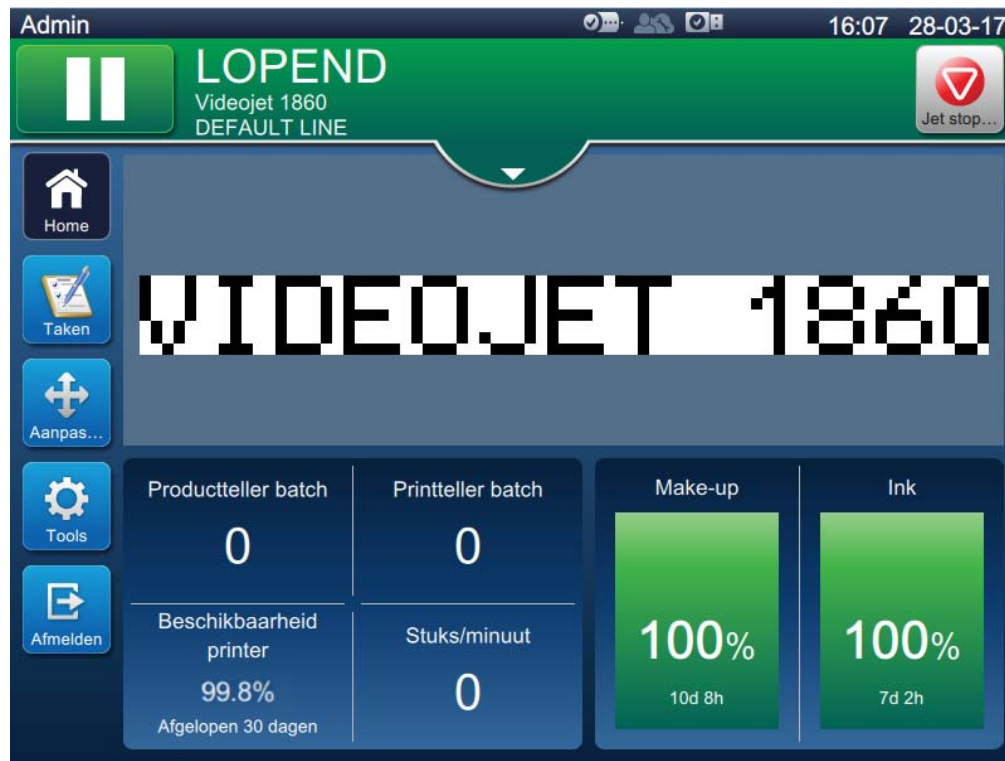 Admin
16:07 28-03-17
LOPEND
Videojet 1860
DEFAULT LINE
Jet stop...
Home
Taken
Aanpas...
Tools
Afmelden
VIDEOJET 1860
Productteller batch
0
Printteller batch
0
Beschikbaarheid
printer
99.8%
Afgelopen 30 dagen
Stuks/minuut
0
Make-up
100%
10d 8h
Ink
100%
7d 2h